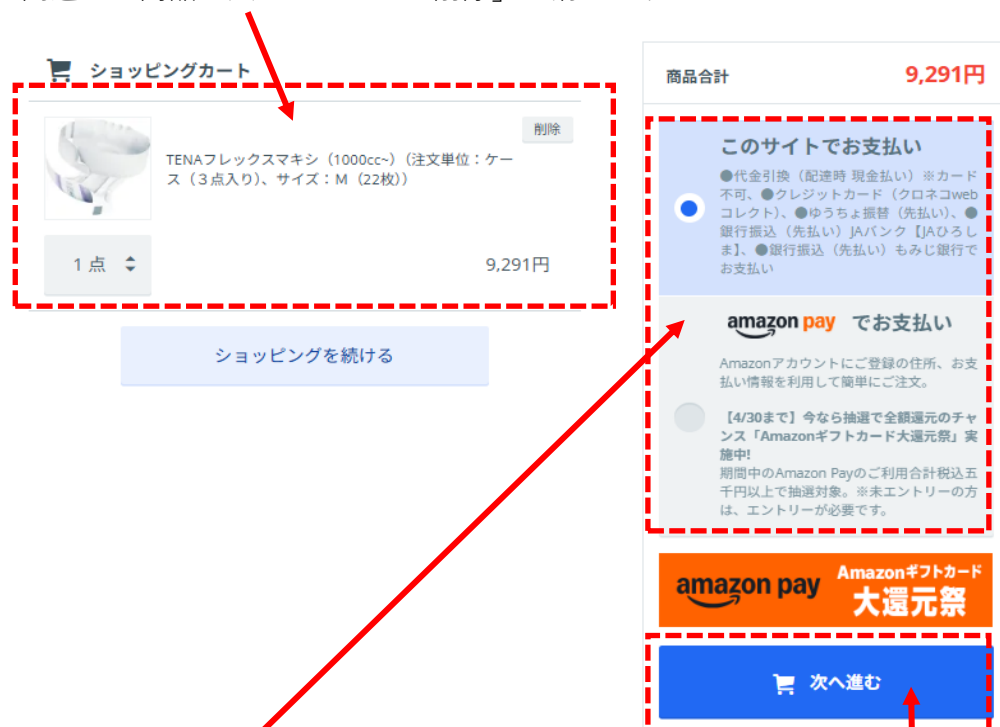 ショッピングカート
削除
TENAフレックスマキシ（1000cc~）（注文単位：ケー
ス（３点入り）、サイズ：M（22枚））
1 点
9,291円
ショッピングを続ける
商品合計 9,291円
このサイトでお支払い
●代金引換（配達時 現金払い）※カード
不可、●クレジットカード（クロネコweb
コレクト）、●ゆうちょ振替（先払い）、●
銀行振込（先払い）JAバンク【JAひろし
ま】、●銀行振込（先払い）もみじ銀行で
お支払い
amazon pay でお支払い
Amazonアカウントにご登録の住所、お支
払い情報を利用して簡単にご注文。
【4/30まで】今なら抽選で全額還元のチャ
ンス「Amazonギフトカード大還元祭」実
施中!
期間中のAmazon Payのご利用合計税込五
千円以上で抽選対象。※未エントリーの方
は、エントリーが必要です。
amazon pay
Amazonギフトカード
大還元祭
次へ進む